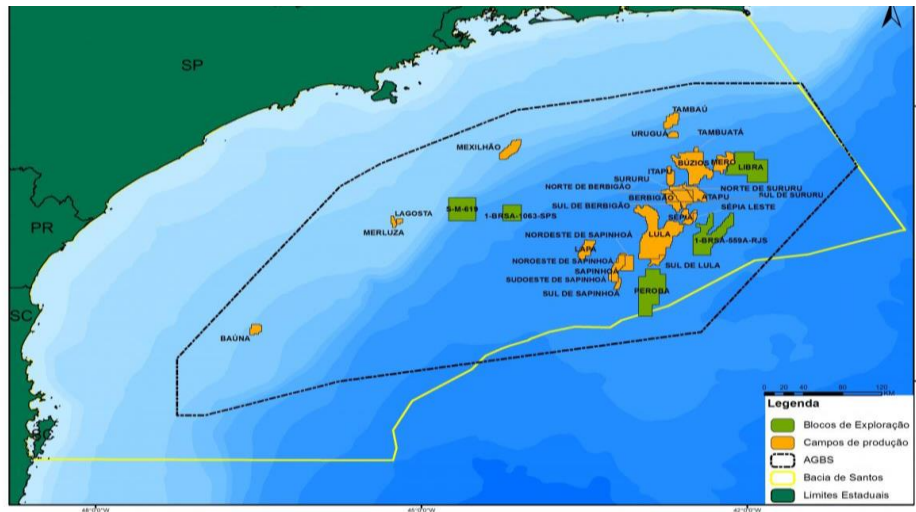 SP
TAMBAÚ
URUGUÁ
TAMBUATÁ
MEXILHÃO
BÚZIOS
MERO
LIBRA
ITAPU
SURURU
NORTE DE BERBIGÃO
NORTE DE SURURU
BERBIGÃO
ATAPU
SUL DE SURURU
SUL DE BERBIGÃO
SÉPIA LESTE
S-M-619
1-BRSA-1063-SPS
SÉPIA
LAGOSTA
PR
MERLUZA
NORDESTE DE SAPINHOÁ
LULA
1-BRSA-559A-RJS
LAPA
NOROESTE DE SAPINHOÁ
SUL DE LULA
SAPINHOÁ
SUDOESTE DE SAPINHOÁ
SUL DE SAPINHOÁ
PEROBA
SC
BAÚNA
KM
Legenda
Blocos de Exploração
Campos de produção
AGBS
Bacia de Santos
Limites Estaduais
SC